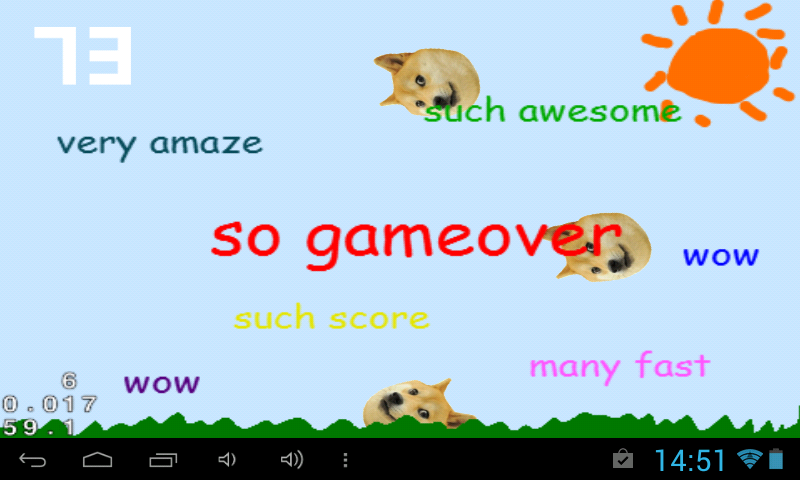 73
such awesome
very amaze
so gameover
wow
such score
many fast
wow
6
0.017
59.1
14:51